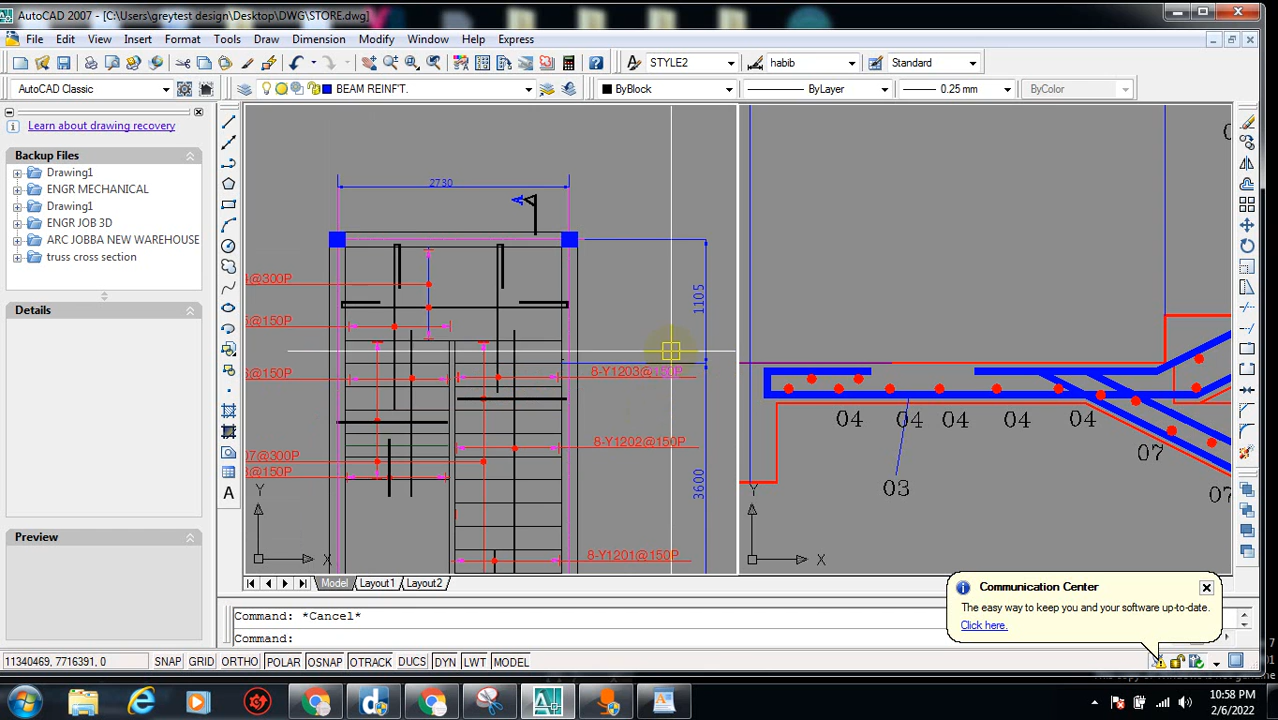 AutoCAD 2007 - [C:\Users\greytest design\Desktop\DWG\STORE.dwg]
File Edit View Insert Format Tools Draw Dimension Modify Window Help Express
STYLE2 habib Standard
AutoCAD Classic BEAM REINF'T. ByBlock ByLayer 0.25 mm ByColor
Learn about drawing recovery
Backup Files
Drawing1
ENGR MECHANICAL
Drawing1
ENGR JOB 3D
ARC JOBBA NEW WAREHOUSE
truss cross section
Details
Preview
2730
A
@300P
1105
@150P
8-Y1203@150P
@150P
8-Y1202@150P
07@300P
@150P
3600
8-Y1201@150P
Y
X
04 04 04 04 04
07
03
Y
X
Model Layout1 Layout2
Communication Center
The easy way to keep you and your software up-to-date.
Click here.
Command: *Cancel*
Command:
11340469, 7716391, 0 SNAP GRID ORTHO POLAR OSNAP OTRACK DUCS DYN LWT MODEL
10:58 PM
2/6/2022